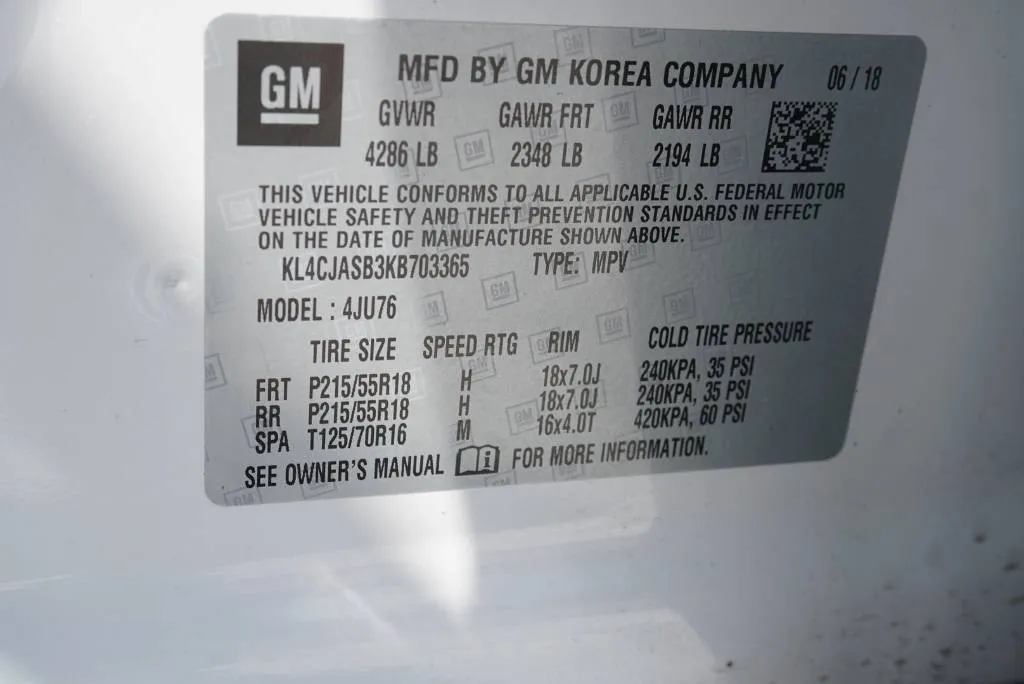 GM MFD BY GM KOREA COMPANY 06 / 18
GVWR GAWR FRT GAWR RR
4286 LB 2348 LB 2194 LB
THIS VEHICLE CONFORMS TO ALL APPLICABLE U.S. FEDERAL MOTOR
VEHICLE SAFETY AND THEFT PREVENTION STANDARDS IN EFFECT
ON THE DATE OF MANUFACTURE SHOWN ABOVE.
KL4CJASB3KB703365 TYPE: MPV
MODEL : 4JU76
TIRE SIZE SPEED RTG RIM COLD TIRE PRESSURE
FRT P215/55R18 H 18x7.0J 240KPA, 35 PSI
RR P215/55R18 H 18x7.0J 240KPA, 35 PSI
SPA T125/70R16 M 16x4.0T 420KPA, 60 PSI
SEE OWNER'S MANUAL FOR MORE INFORMATION.